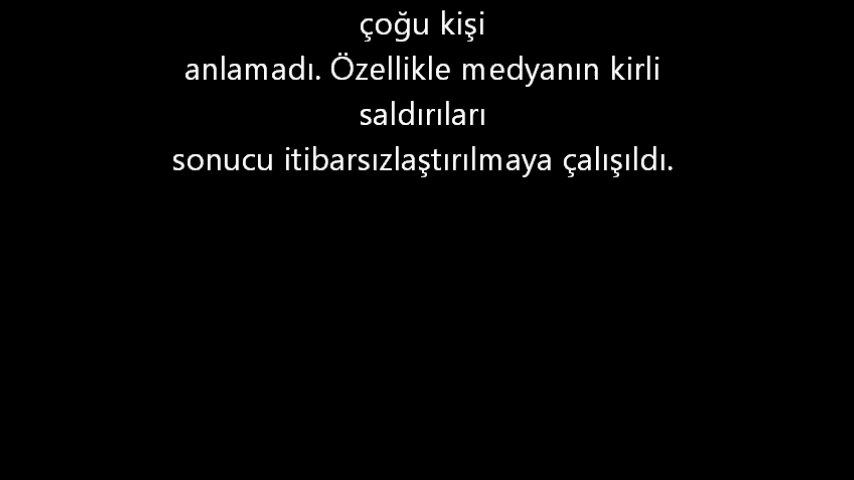 çoğu kişi
anlamadı. Özellikle medyanın kirli
saldırıları
sonucu itibarsızlaştırılmaya çalışıldı.